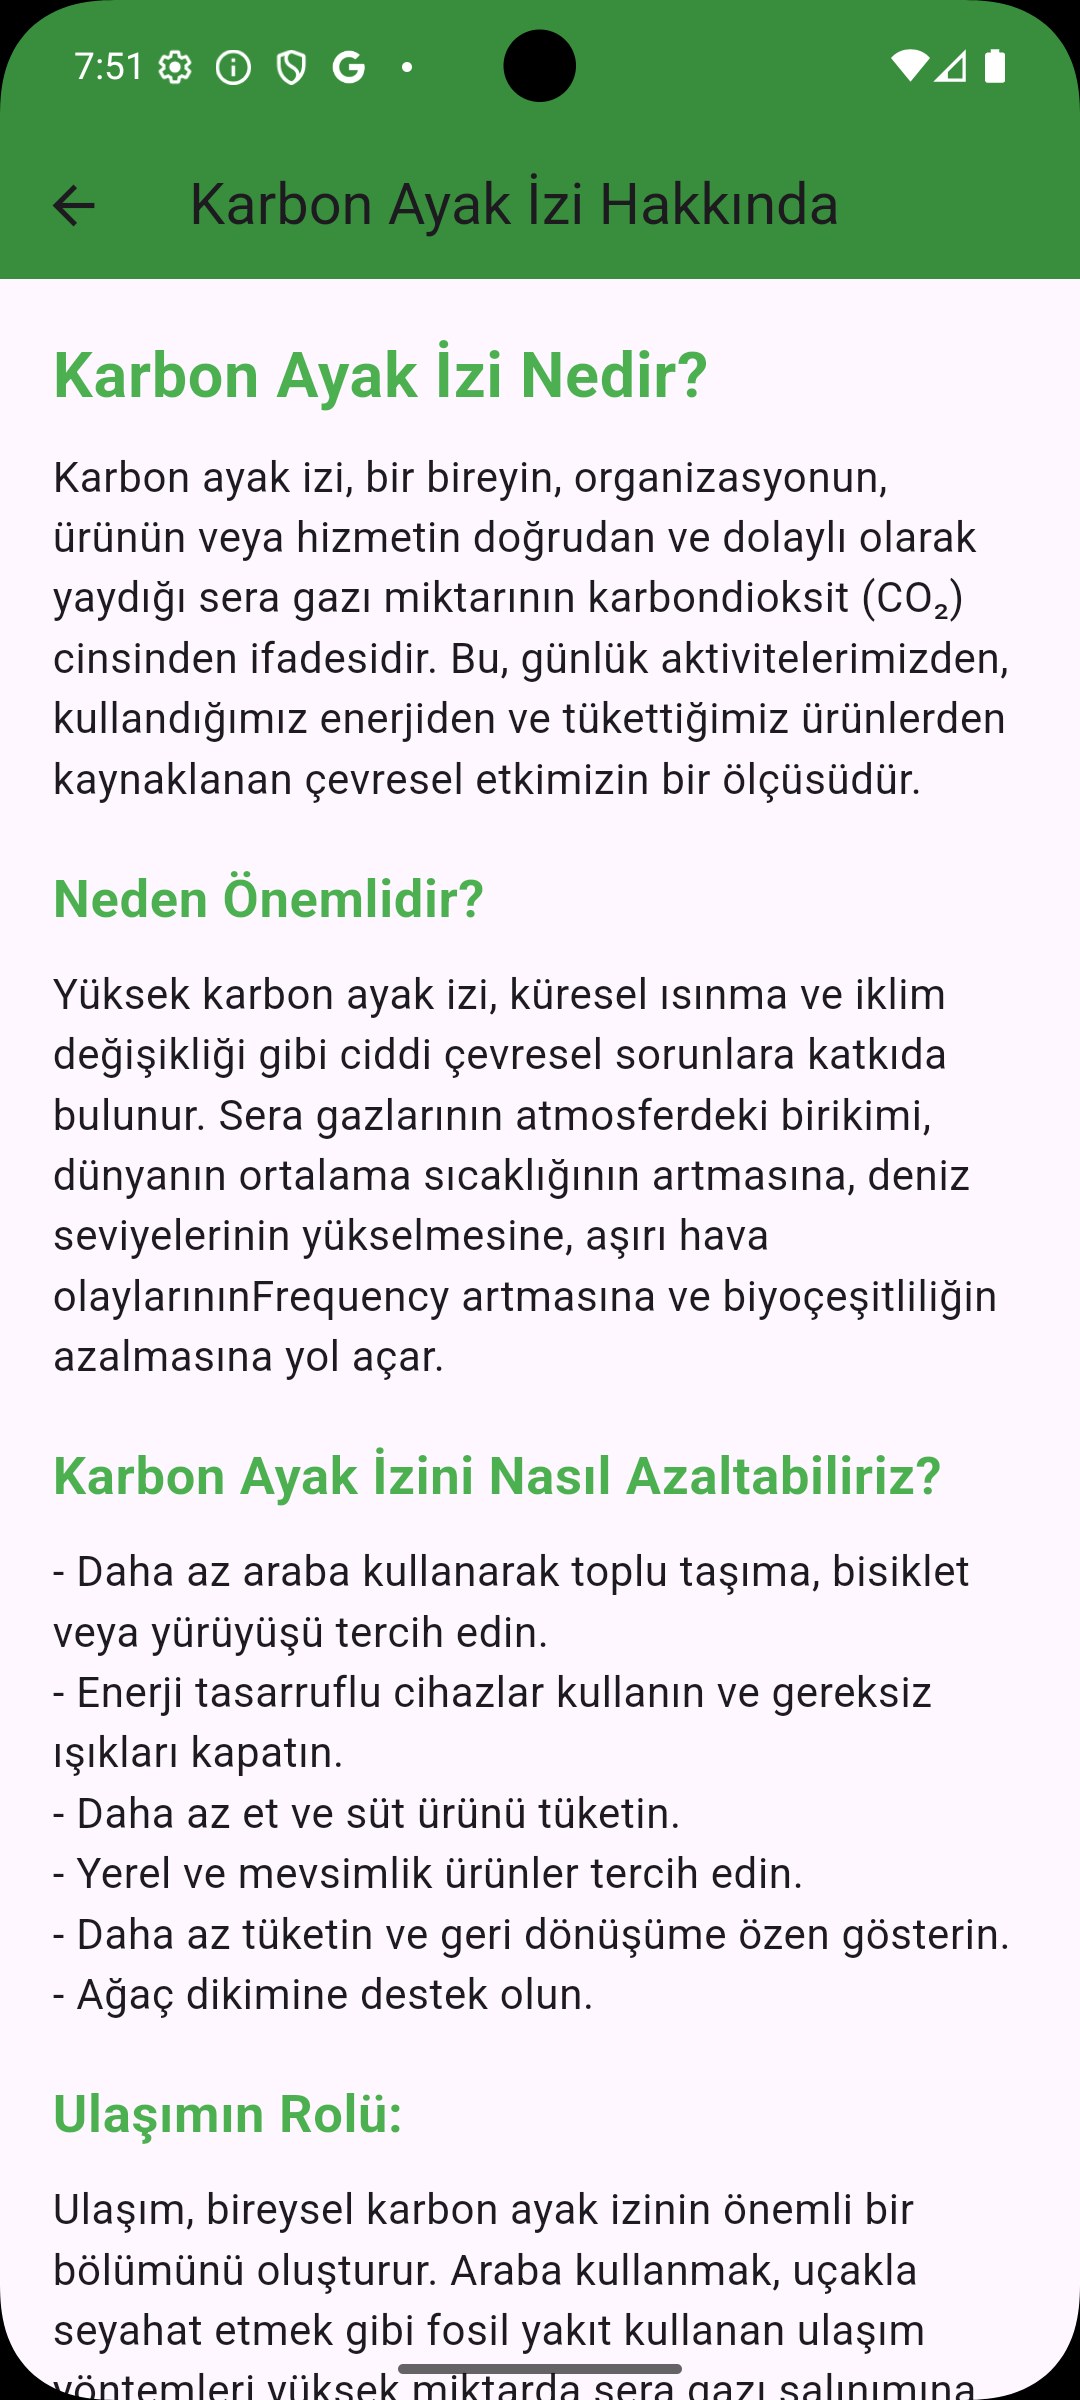 7:51
Karbon Ayak İzi Hakkında
Karbon Ayak İzi Nedir?
Karbon ayak izi, bir bireyin, organizasyonun,
ürünün veya hizmetin doğrudan ve dolaylı olarak
yaydığı sera gazı miktarının karbondioksit (CO₂)
cinsinden ifadesidir. Bu, günlük aktivitelerimizden,
kullandığımız enerjiden ve tükettiğimiz ürünlerden
kaynaklanan çevresel etkimizin bir ölçüsüdür.
Neden Önemlidir?
Yüksek karbon ayak izi, küresel ısınma ve iklim
değişikliği gibi ciddi çevresel sorunlara katkıda
bulunur. Sera gazlarının atmosferdeki birikimi,
dünyanın ortalama sıcaklığının artmasına, deniz
seviyelerinin yükselmesine, aşırı hava
olaylarınınFrequency artmasına ve biyoçeşitliliğin
azalmasına yol açar.
Karbon Ayak İzini Nasıl Azaltabiliriz?
- Daha az araba kullanarak toplu taşıma, bisiklet
veya yürüyüşü tercih edin.
- Enerji tasarruflu cihazlar kullanın ve gereksiz
ışıkları kapatın.
- Daha az et ve süt ürünü tüketin.
- Yerel ve mevsimlik ürünler tercih edin.
- Daha az tüketin ve geri dönüşüme özen gösterin.
- Ağaç dikimine destek olun.
Ulaşımın Rolü:
Ulaşım, bireysel karbon ayak izinin önemli bir
bölümünü oluşturur. Araba kullanmak, uçakla
seyahat etmek gibi fosil yakıt kullanan ulaşım
yöntemleri yüksek miktarda sera gazı salınımına